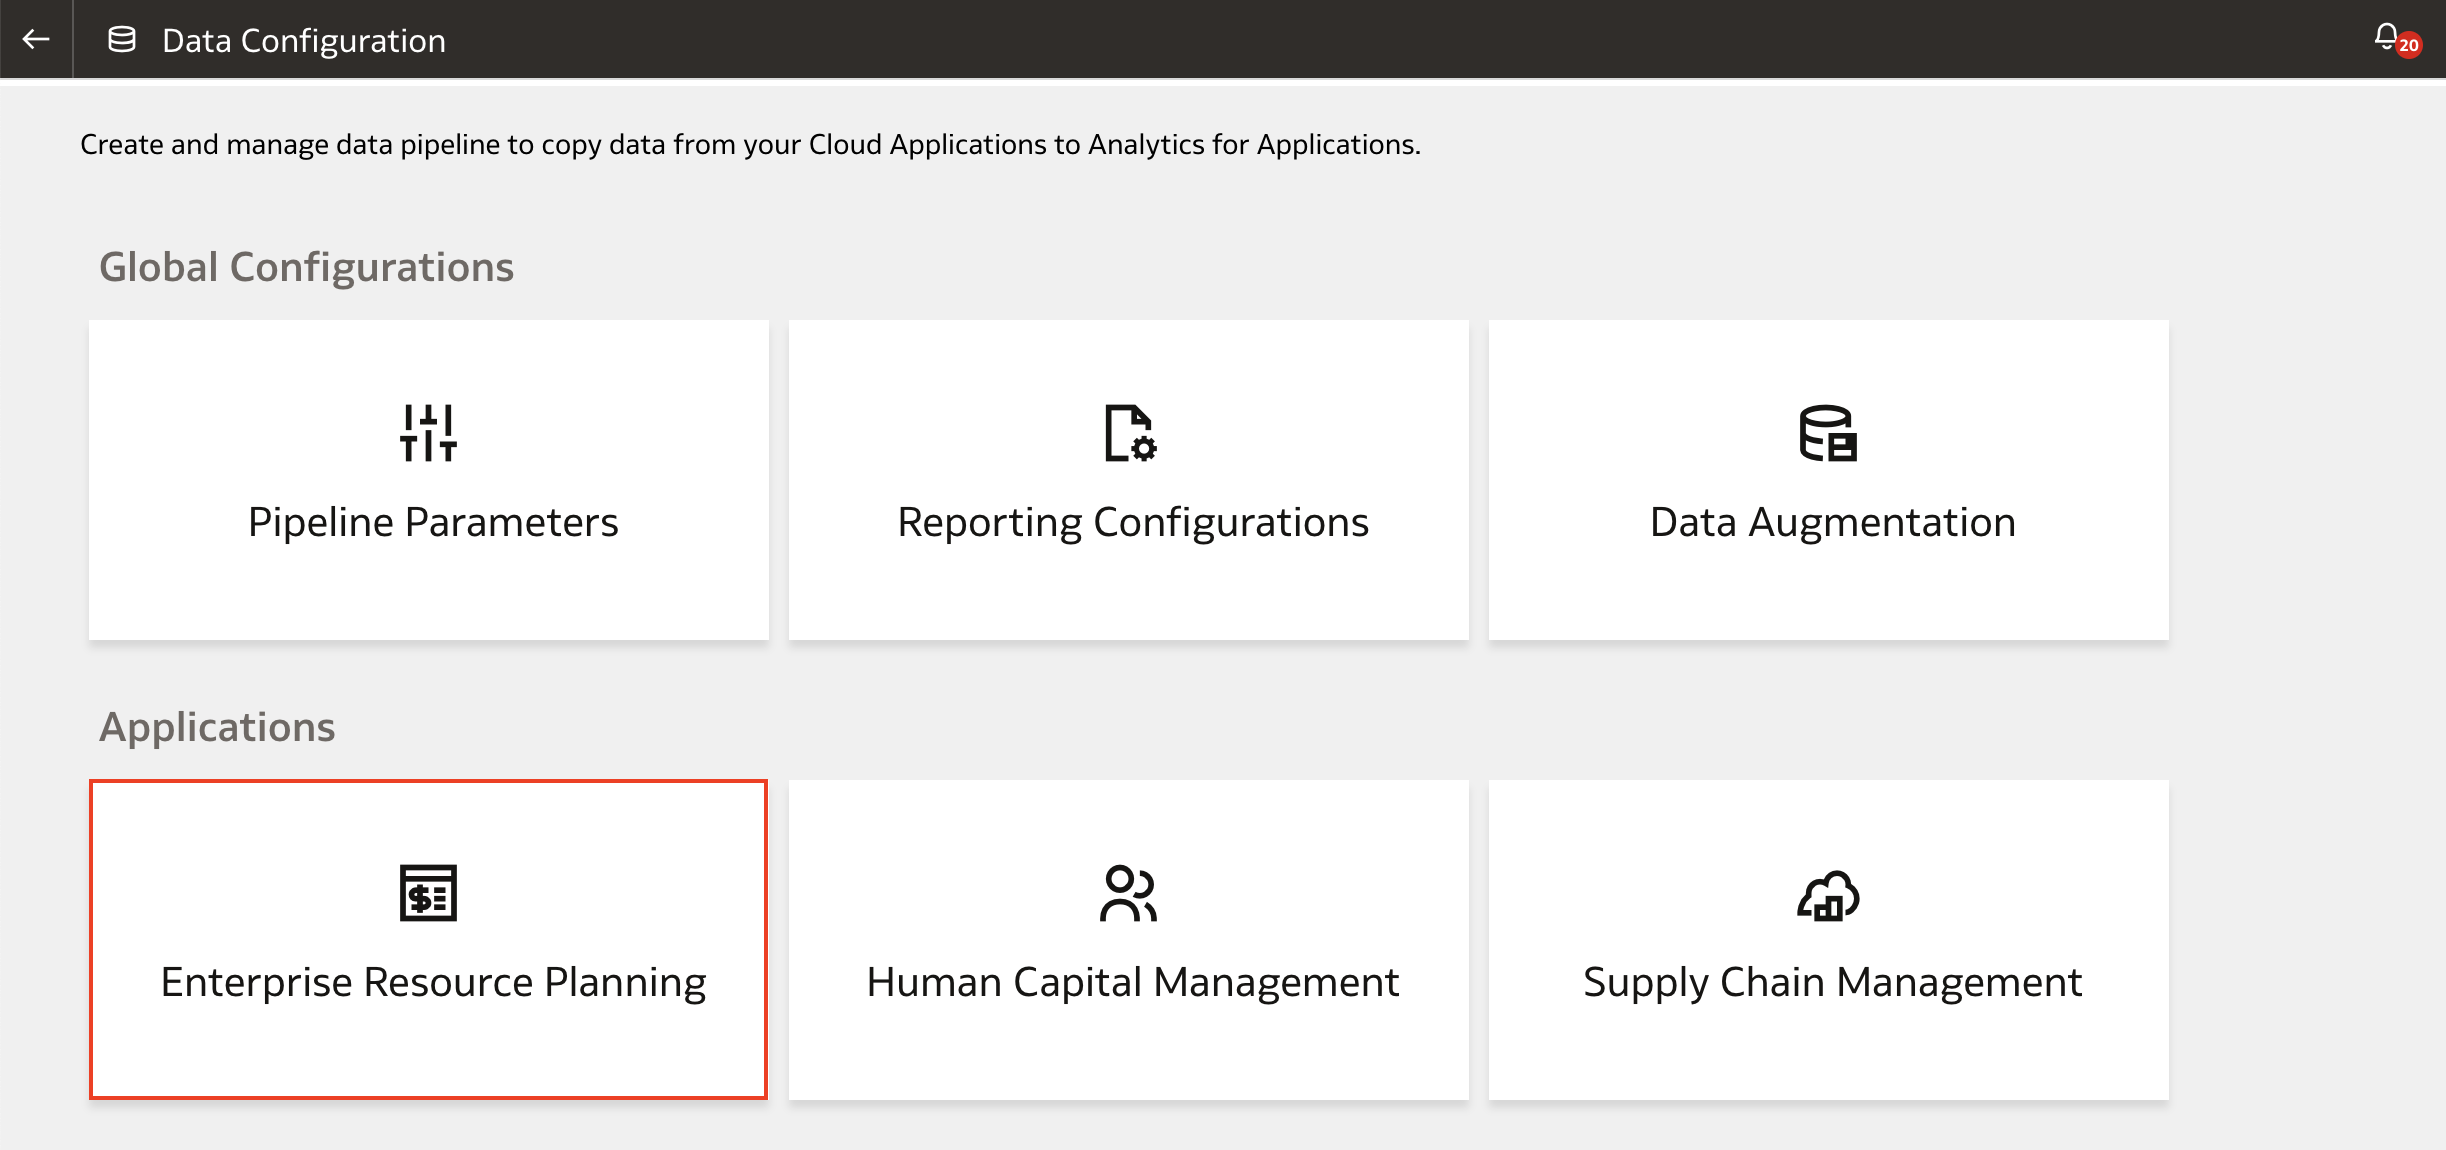 Data Configuration
20
Create and manage data pipeline to copy data from your Cloud Applications to Analytics for Applications.
Global Configurations
Pipeline Parameters
Reporting Configurations
Data Augmentation
Applications
Enterprise Resource Planning
Human Capital Management
Supply Chain Management